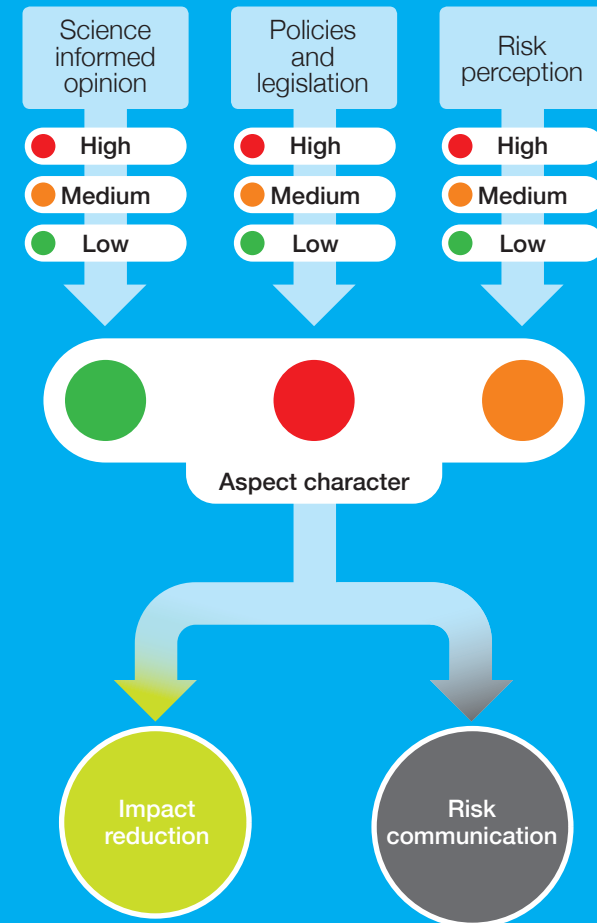 Science
informed
opinion
Policies
and
legislation
Risk
perception
High
High
High
Medium
Medium
Medium
Low
Low
Low
Aspect character
Impact
reduction
Risk
communication